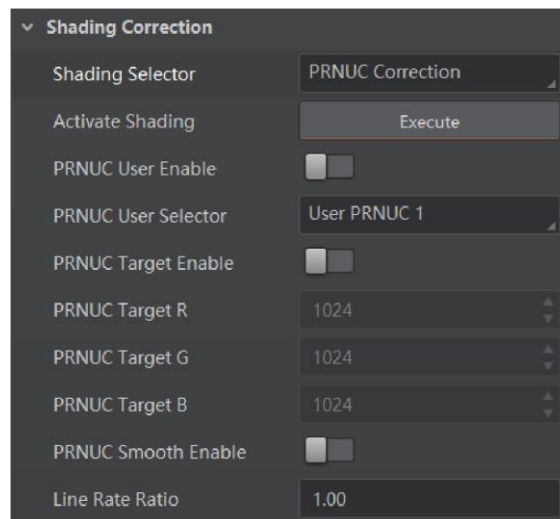 Shading Correction
Shading Selector PRNUC Correction
Activate Shading Execute
PRNUC User Enable
PRNUC User Selector User PRNUC 1
PRNUC Target Enable
PRNUC Target R 1024
PRNUC Target G 1024
PRNUC Target B 1024
PRNUC Smooth Enable
Line Rate Ratio 1.00